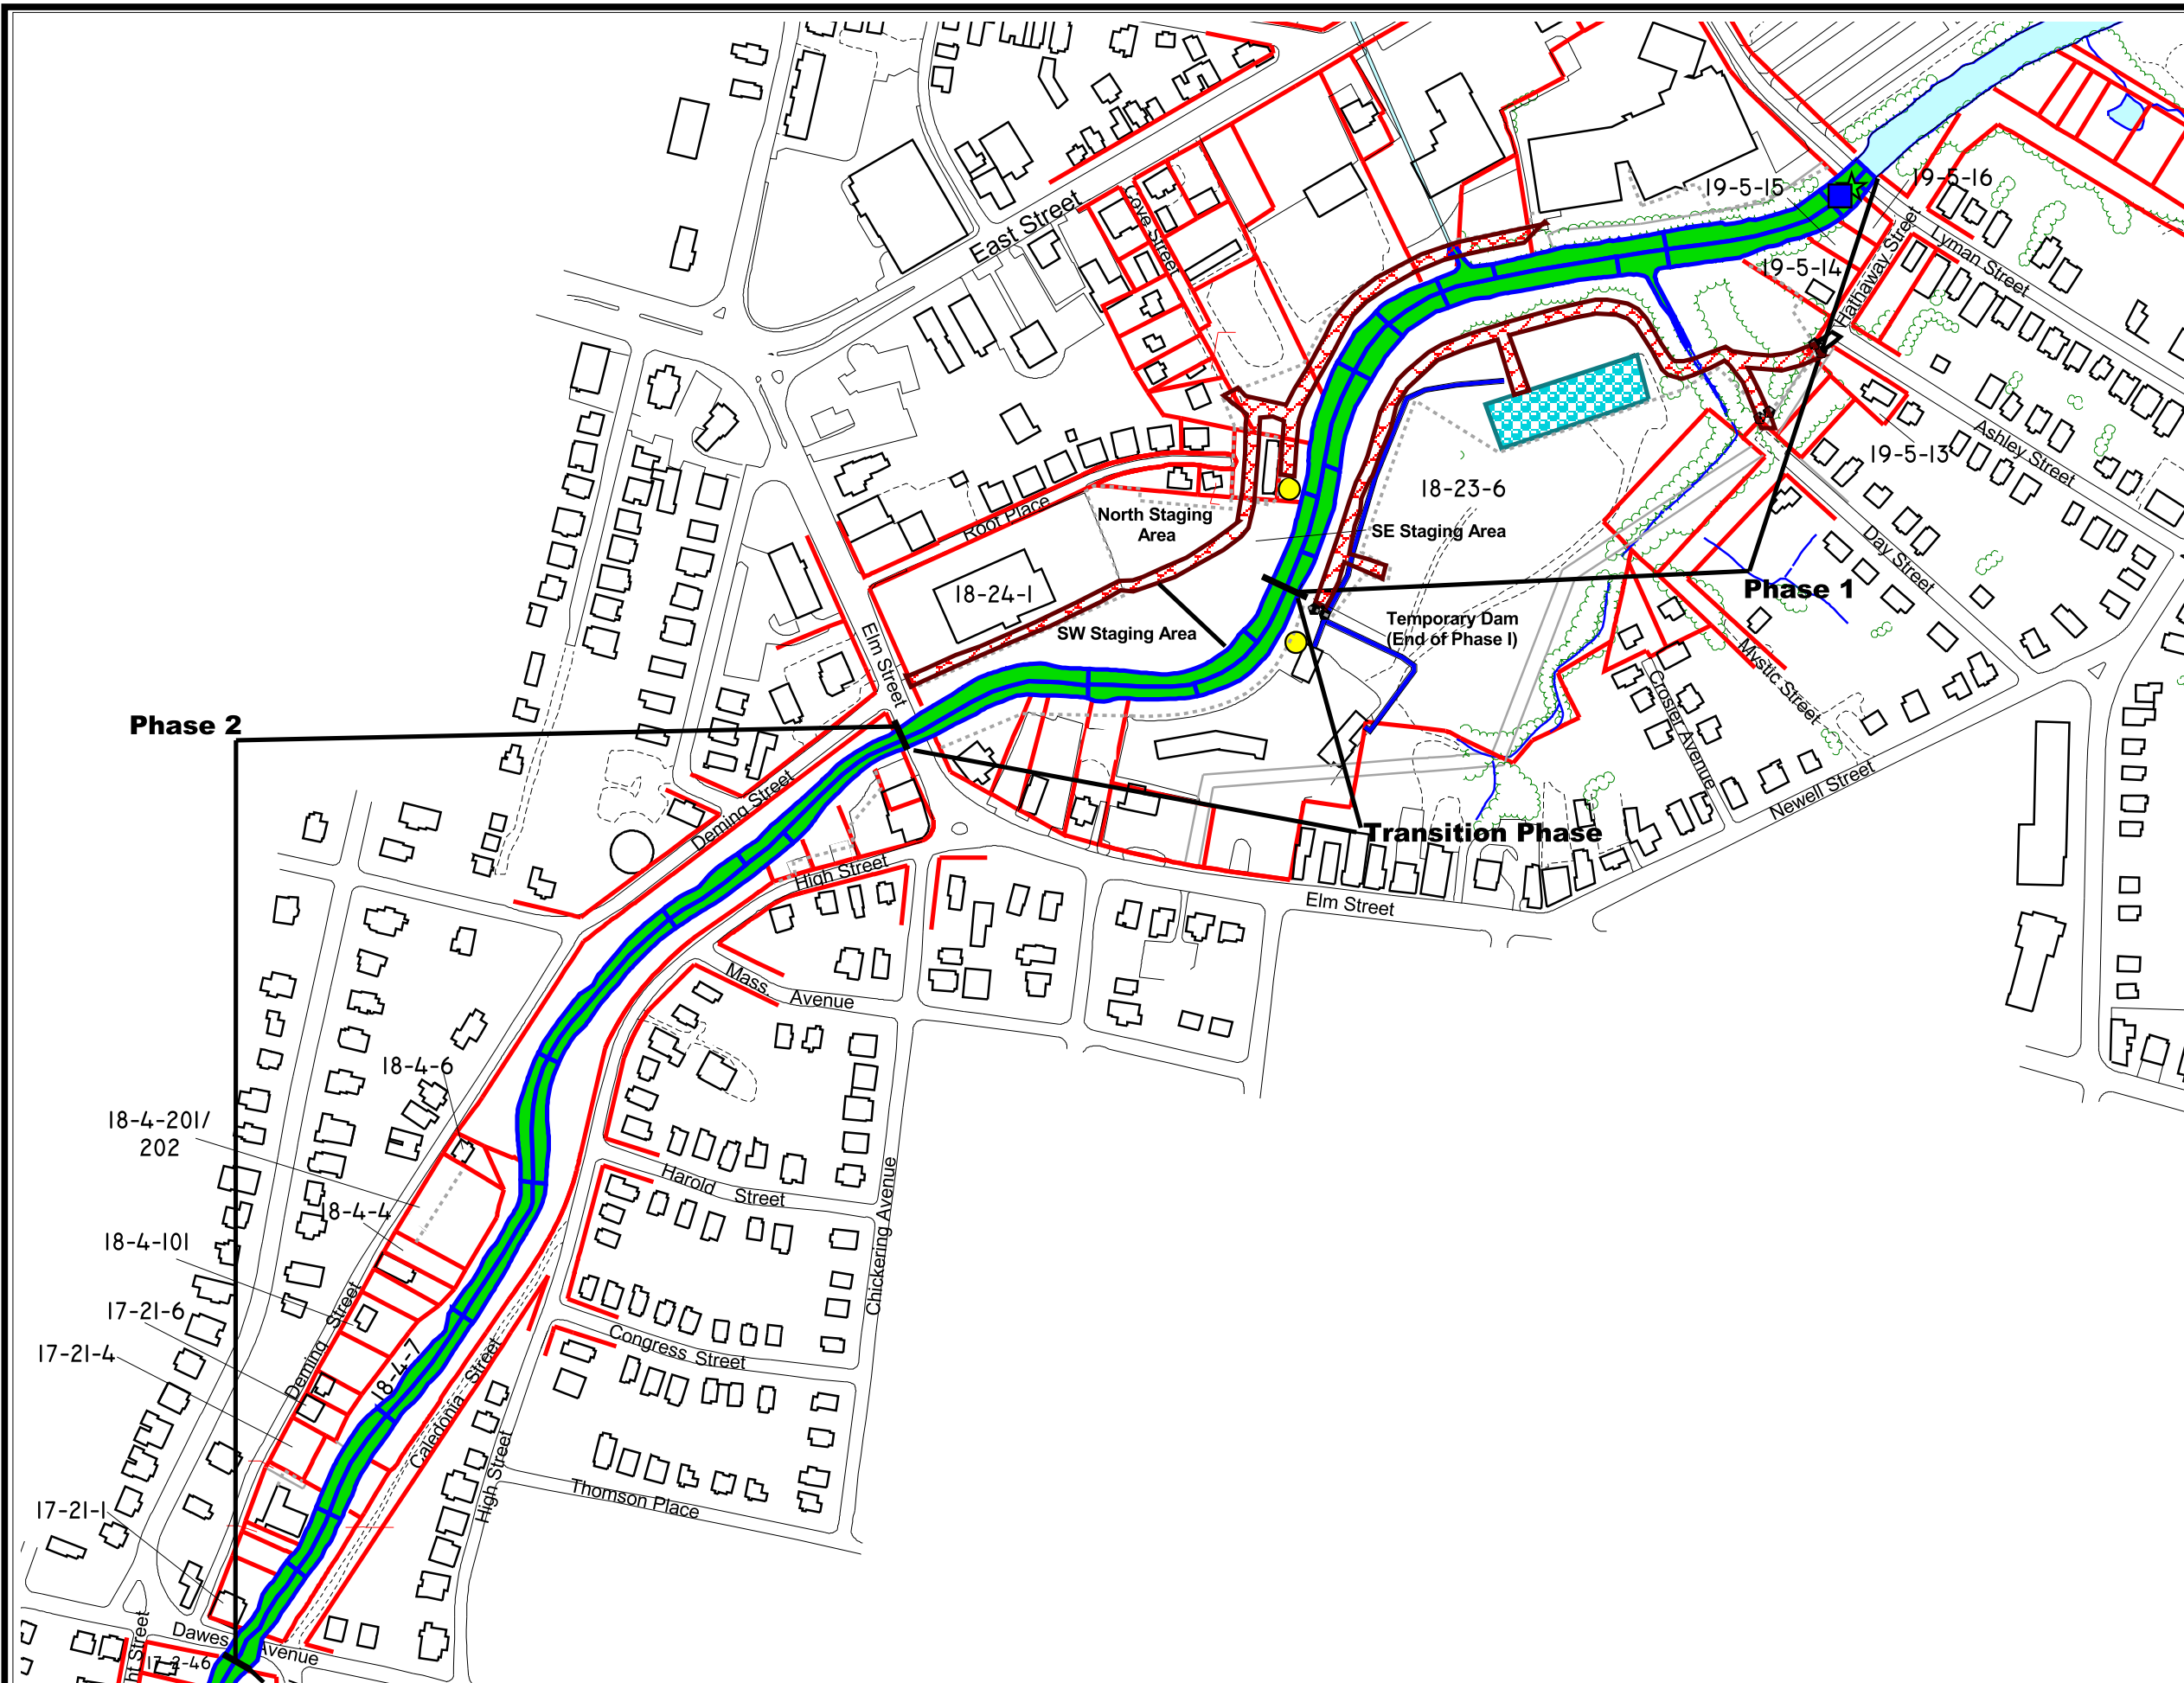 19-5-15
19-5-16
East Street
Cove Street
Hathaway Street
Lyman Street
19-5-14
Ashley Street
19-5-13
18-23-6
Root Place
North Staging
Area
SE Staging Area
Day Street
18-24-1
Phase 1
Temporary Dam
(End of Phase I)
SW Staging Area
Elm Street
Mystic Street
Crosier Avenue
Phase 2
Newell Street
Deming Street
Transition Phase
High Street
Elm Street
Mass. Avenue
18-4-6
18-4-201/
202
Harold Street
18-4-4
Chickering Avenue
18-4-101
17-21-6
Deming Street
Congress Street
17-21-4
18-4-7
Caledonia Street
High Street
Thomson Place
17-21-1
Dawes Avenue
nt Street
17-2-46